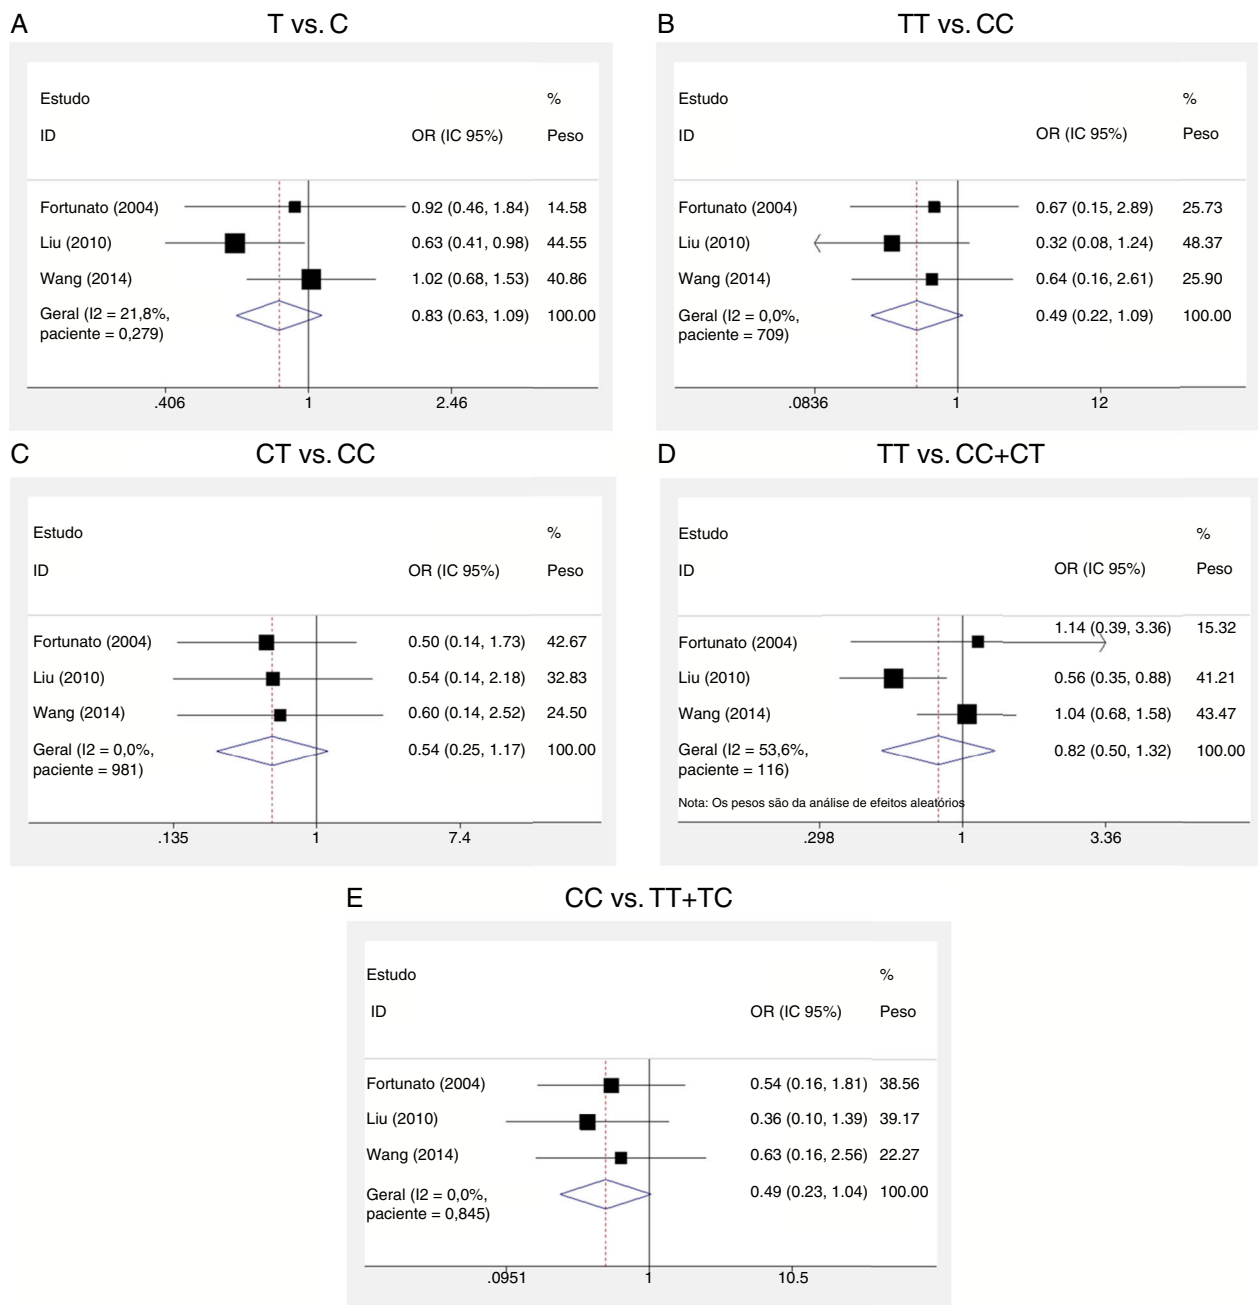 A
T vs. C
Estudo %
ID OR (IC 95%) Peso
Fortunato (2004) 0.92 (0.46, 1.84) 14.58
Liu (2010) 0.63 (0.41, 0.98) 44.55
Wang (2014) 1.02 (0.68, 1.53) 40.86
Geral (I2 = 21,8%, 0.83 (0.63, 1.09) 100.00
paciente = 0,279)
.406 1 2.46
B
TT vs. CC
Estudo %
ID OR (IC 95%) Peso
Fortunato (2004) 0.67 (0.15, 2.89) 25.73
Liu (2010) 0.32 (0.08, 1.24) 48.37
Wang (2014) 0.64 (0.16, 2.61) 25.90
Geral (I2 = 0,0%, 0.49 (0.22, 1.09) 100.00
paciente = 709)
.0836 1 12
C
CT vs. CC
Estudo %
ID OR (IC 95%) Peso
Fortunato (2004) 0.50 (0.14, 1.73) 42.67
Liu (2010) 0.54 (0.14, 2.18) 32.83
Wang (2014) 0.60 (0.14, 2.52) 24.50
Geral (I2 = 0,0%, 0.54 (0.25, 1.17) 100.00
paciente = 981)
.135 1 7.4
D
TT vs. CC+CT
Estudo %
ID OR (IC 95%) Peso
Fortunato (2004) 1.14 (0.39, 3.36) 15.32
Liu (2010) 0.56 (0.35, 0.88) 41.21
Wang (2014) 1.04 (0.68, 1.58) 43.47
Geral (I2 = 53,6%, 0.82 (0.50, 1.32) 100.00
paciente = 116)
Nota: Os pesos são da análise de efeitos aleatórios
.298 1 3.36
E
CC vs. TT+TC
Estudo %
ID OR (IC 95%) Peso
Fortunato (2004) 0.54 (0.16, 1.81) 38.56
Liu (2010) 0.36 (0.10, 1.39) 39.17
Wang (2014) 0.63 (0.16, 2.56) 22.27
Geral (I2 = 0,0%, 0.49 (0.23, 1.04) 100.00
paciente = 0,845)
.0951 1 10.5